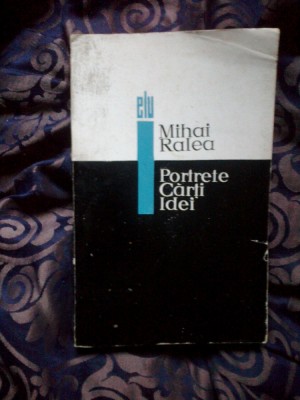 elu
Mihai
Ralea
Portrete
Cărți
Idei